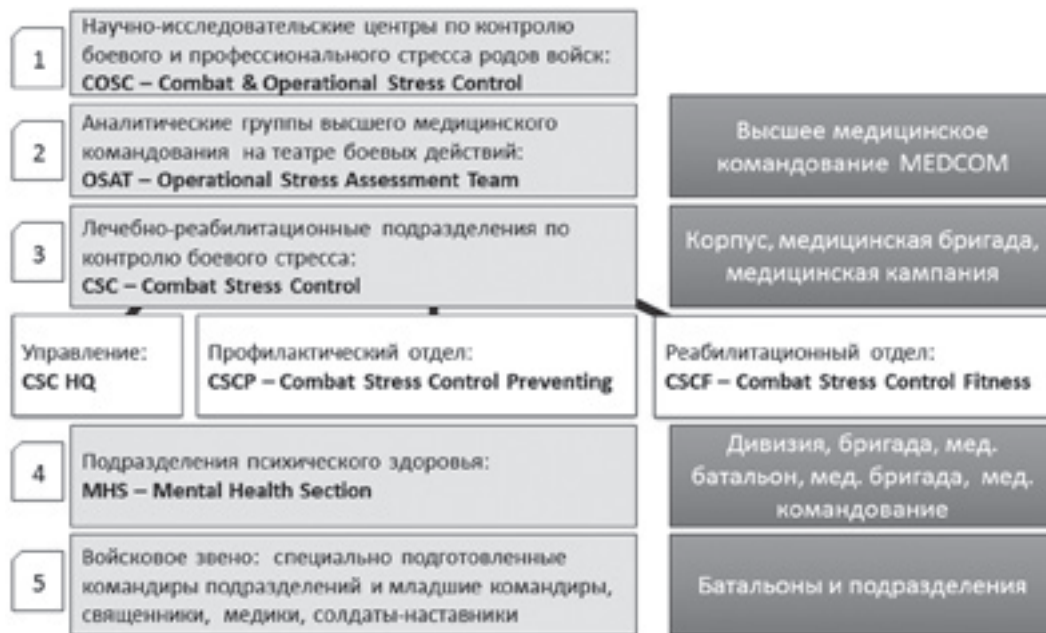 1
Научно-исследовательские центры по контролю
боевого и профессионального стресса родов войск:
COSC – Combat & Operational Stress Control
2
Аналитические группы высшего медицинского
командования на театре боевых действий:
OSAT – Operational Stress Assessment Team
Высшее медицинское
командование MEDCOM
3
Лечебно-реабилитационные подразделения по
контролю боевого стресса:
CSC – Combat Stress Control
Корпус, медицинская бригада,
медицинская кампания
Управление:
CSC HQ
Профилактический отдел:
CSCP – Combat Stress Control Preventing
Реабилитационный отдел:
CSCF – Combat Stress Control Fitness
4
Подразделения психического здоровья:
MHS – Mental Health Section
Дивизия, бригада, мед.
батальон, мед. бригада, мед.
командование
5
Войсковое звено: специально подготовленные
командиры подразделений и младшие командиры,
священники, медики, солдаты-наставники
Батальоны и подразделения